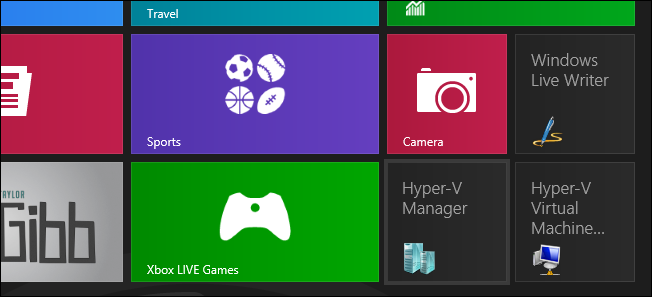 Travel
Sports
Camera
Windows
Live Writer
TAYLOR
Gibb
Xbox LIVE Games
Hyper-V
Manager
Hyper-V
Virtual
Machine...